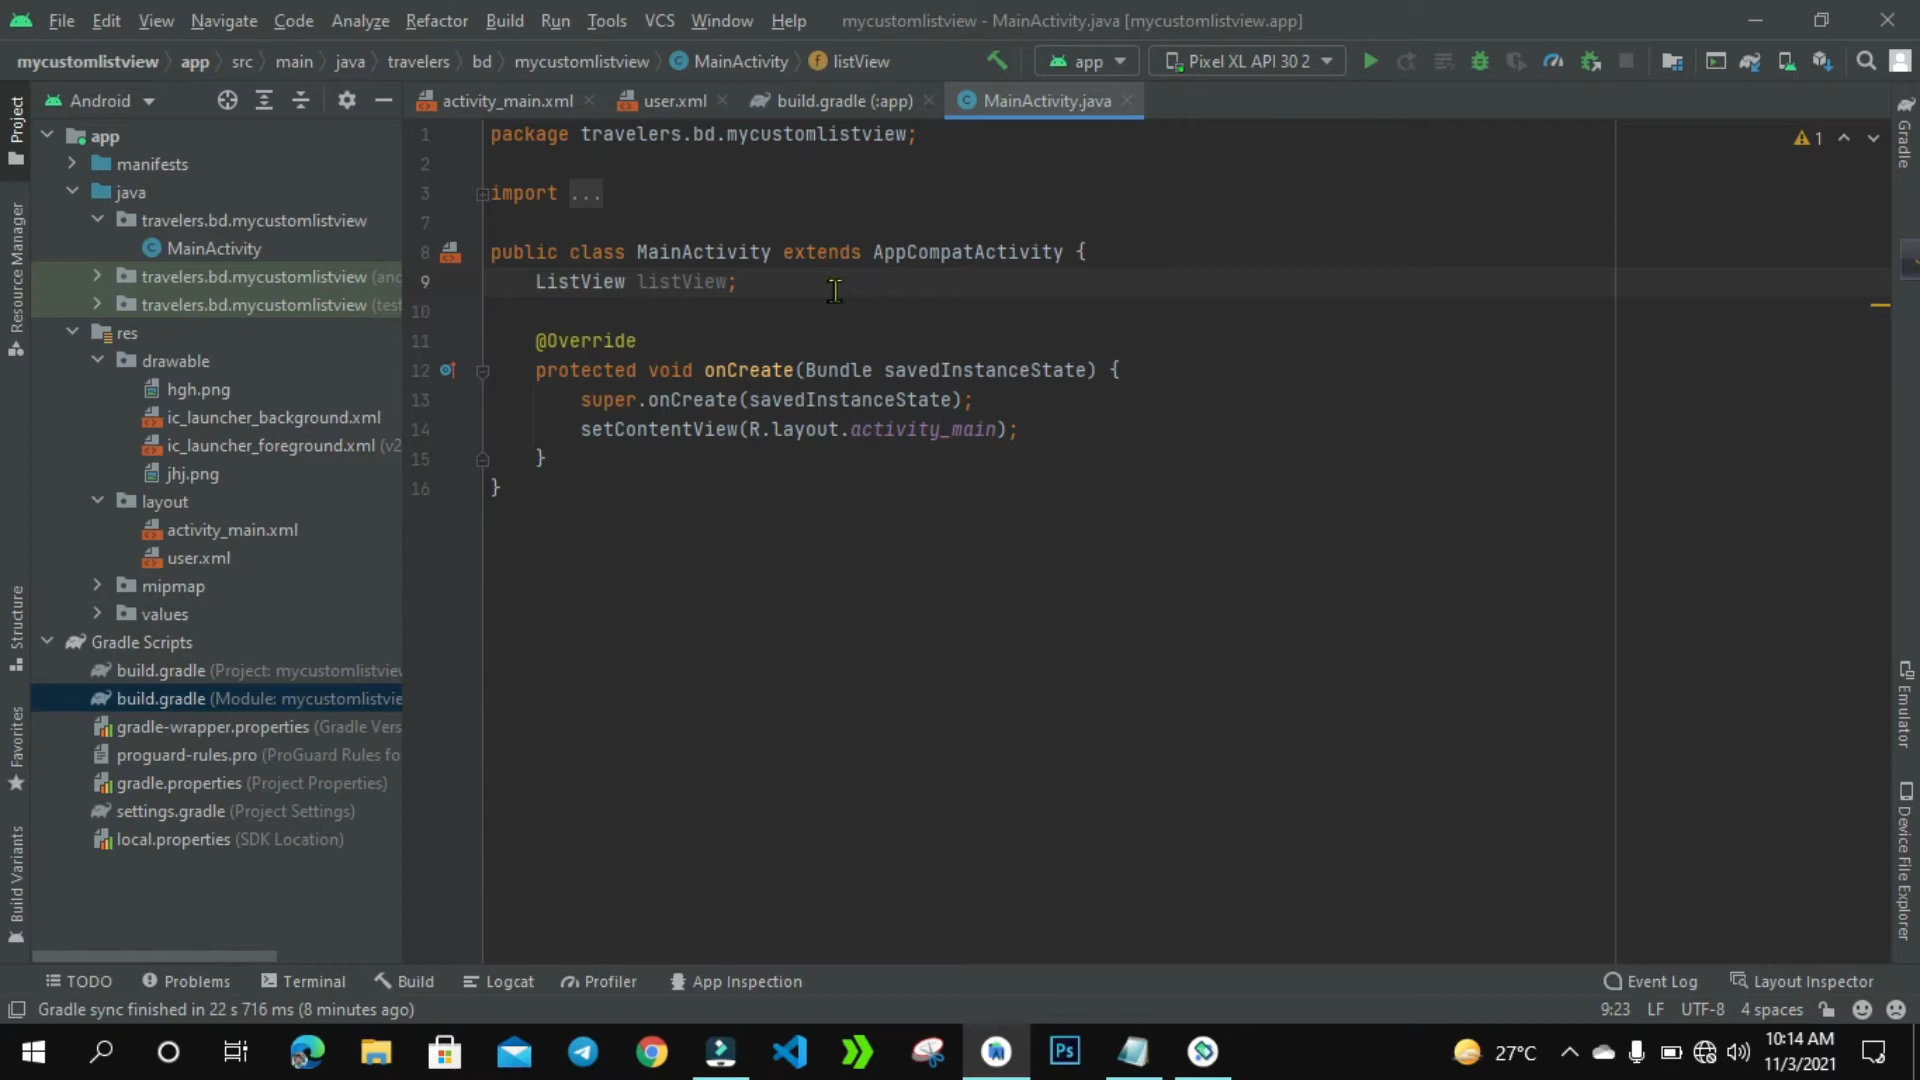 File Edit View Navigate Code Analyze Refactor Build Run Tools VCS Window Help mycustomlistview - MainActivity.java [mycustomlistview.app]
mycustomlistview app src main java travelers bd mycustomlistview MainActivity listView app Pixel XL API 30 2
Android
activity_main.xml user.xml build.gradle (:app) MainActivity.java
Project
Resource Manager
Structure
Favorites
Build Variants
app
manifests
java
travelers.bd.mycustomlistview
MainActivity
travelers.bd.mycustomlistview (and
travelers.bd.mycustomlistview (test
res
drawable
hgh.png
ic_launcher_background.xml
ic_launcher_foreground.xml (v2
jhj.png
layout
activity_main.xml
user.xml
mipmap
values
Gradle Scripts
build.gradle (Project: mycustomlistview
build.gradle (Module: mycustomlistvie
gradle-wrapper.properties (Gradle Vers
proguard-rules.pro (ProGuard Rules fo
gradle.properties (Project Properties)
settings.gradle (Project Settings)
local.properties (SDK Location)
1 package travelers.bd.mycustomlistview;
2
3 import ...
7
8 public class MainActivity extends AppCompatActivity {
9 ListView listView;
10
11 @Override
12 protected void onCreate(Bundle savedInstanceState) {
13 super.onCreate(savedInstanceState);
14 setContentView(R.layout.activity_main);
15 }
16 }
1
Gradle
Emulator
Device File Explorer
TODO Problems Terminal Build Logcat Profiler App Inspection Event Log Layout Inspector
Gradle sync finished in 22 s 716 ms (8 minutes ago) 9:23 LF UTF-8 4 spaces
Ps 27°C 10:14 AM
11/3/2021